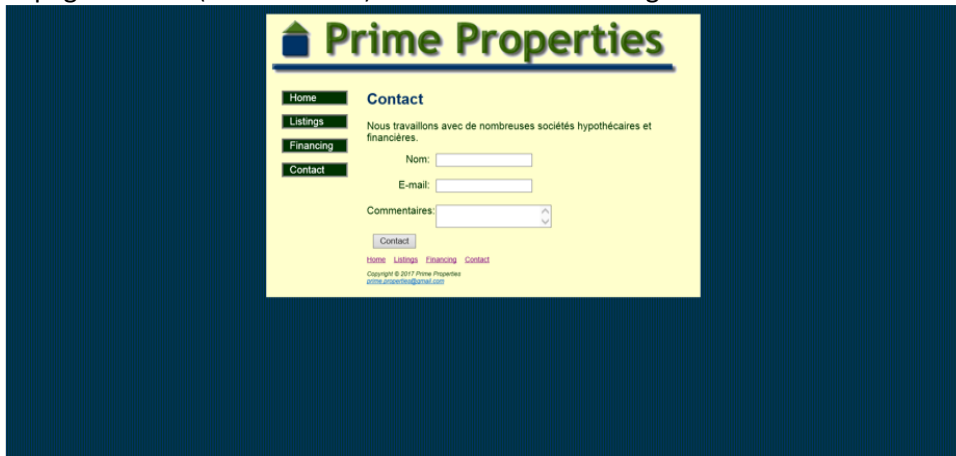 Prime Properties
Home
Listings
Financing
Contact
Contact
Nous travaillons avec de nombreuses sociétés hypothécaires et
financières.
Nom:
E-mail:
Commentaires:
Contact
Home Listings Financing Contact
Copyright © 2017 Prime Properties
prime.properties@gmail.com